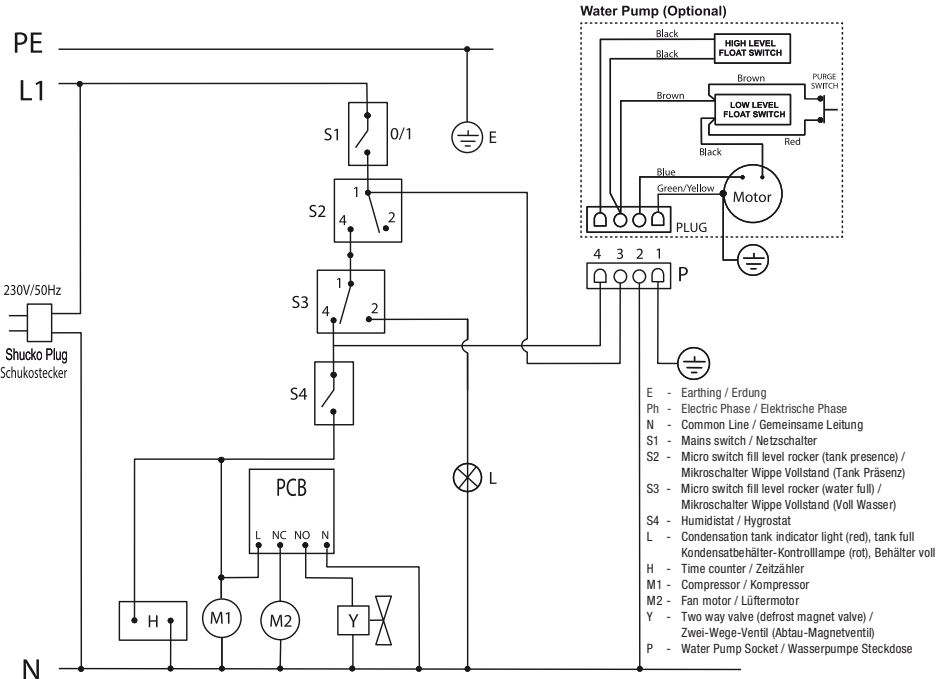 Water Pump (Optional)
PE
L1
Black
Black
HIGH LEVEL
FLOAT SWITCH
Brown
PURGE
SWITCH
Brown
LOW LEVEL
FLOAT SWITCH
Red
Black
Blue
Green/Yellow
Motor
PLUG
S1
0/1
E
S2
1
4
2
S3
1
4
2
4 3 2 1
P
230V/50Hz
Shucko Plug
Schukostecker
S4
L
PCB
L NC NO N
H
M1
M2
Y
N
E - Earthing / Erdung
Ph - Electric Phase / Elektrische Phase
N - Common Line / Gemeinsame Leitung
S1 - Mains switch / Netzschalter
S2 - Micro switch fill level rocker (tank presence) /
Mikroschalter Wippe Vollstand (Tank Präsenz)
S3 - Micro switch fill level rocker (water full) /
Mikroschalter Wippe Vollstand (Voll Wasser)
S4 - Humidistat / Hygrostat
L - Condensation tank indicator light (red), tank full
Kondensatbehälter-Kontrolllampe (rot), Behälter voll
H - Time counter / Zeitzähler
M1 - Compressor / Kompressor
M2 - Fan motor / Lüftermotor
Y - Two way valve (defrost magnet valve) /
Zwei-Wege-Ventil (Abtau-Magnetventil)
P - Water Pump Socket / Wasserpumpe Steckdose